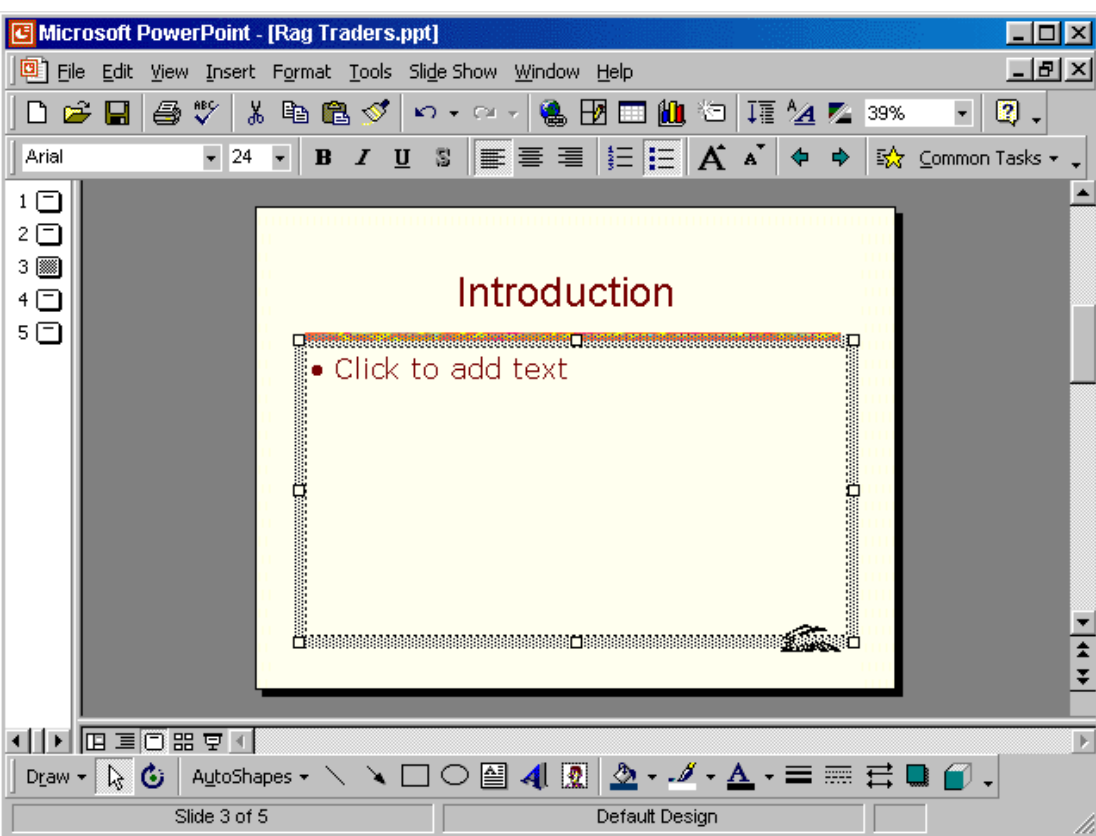 Microsoft PowerPoint - [Rag Traders.ppt]
File Edit View Insert Format Tools Slide Show Window Help
ABC A A 39% ?
Arial 24 B I U S A A Common Tasks
1
2
3
4
5
Introduction
• Click to add text
Draw AutoShapes A A
Slide 3 of 5 Default Design